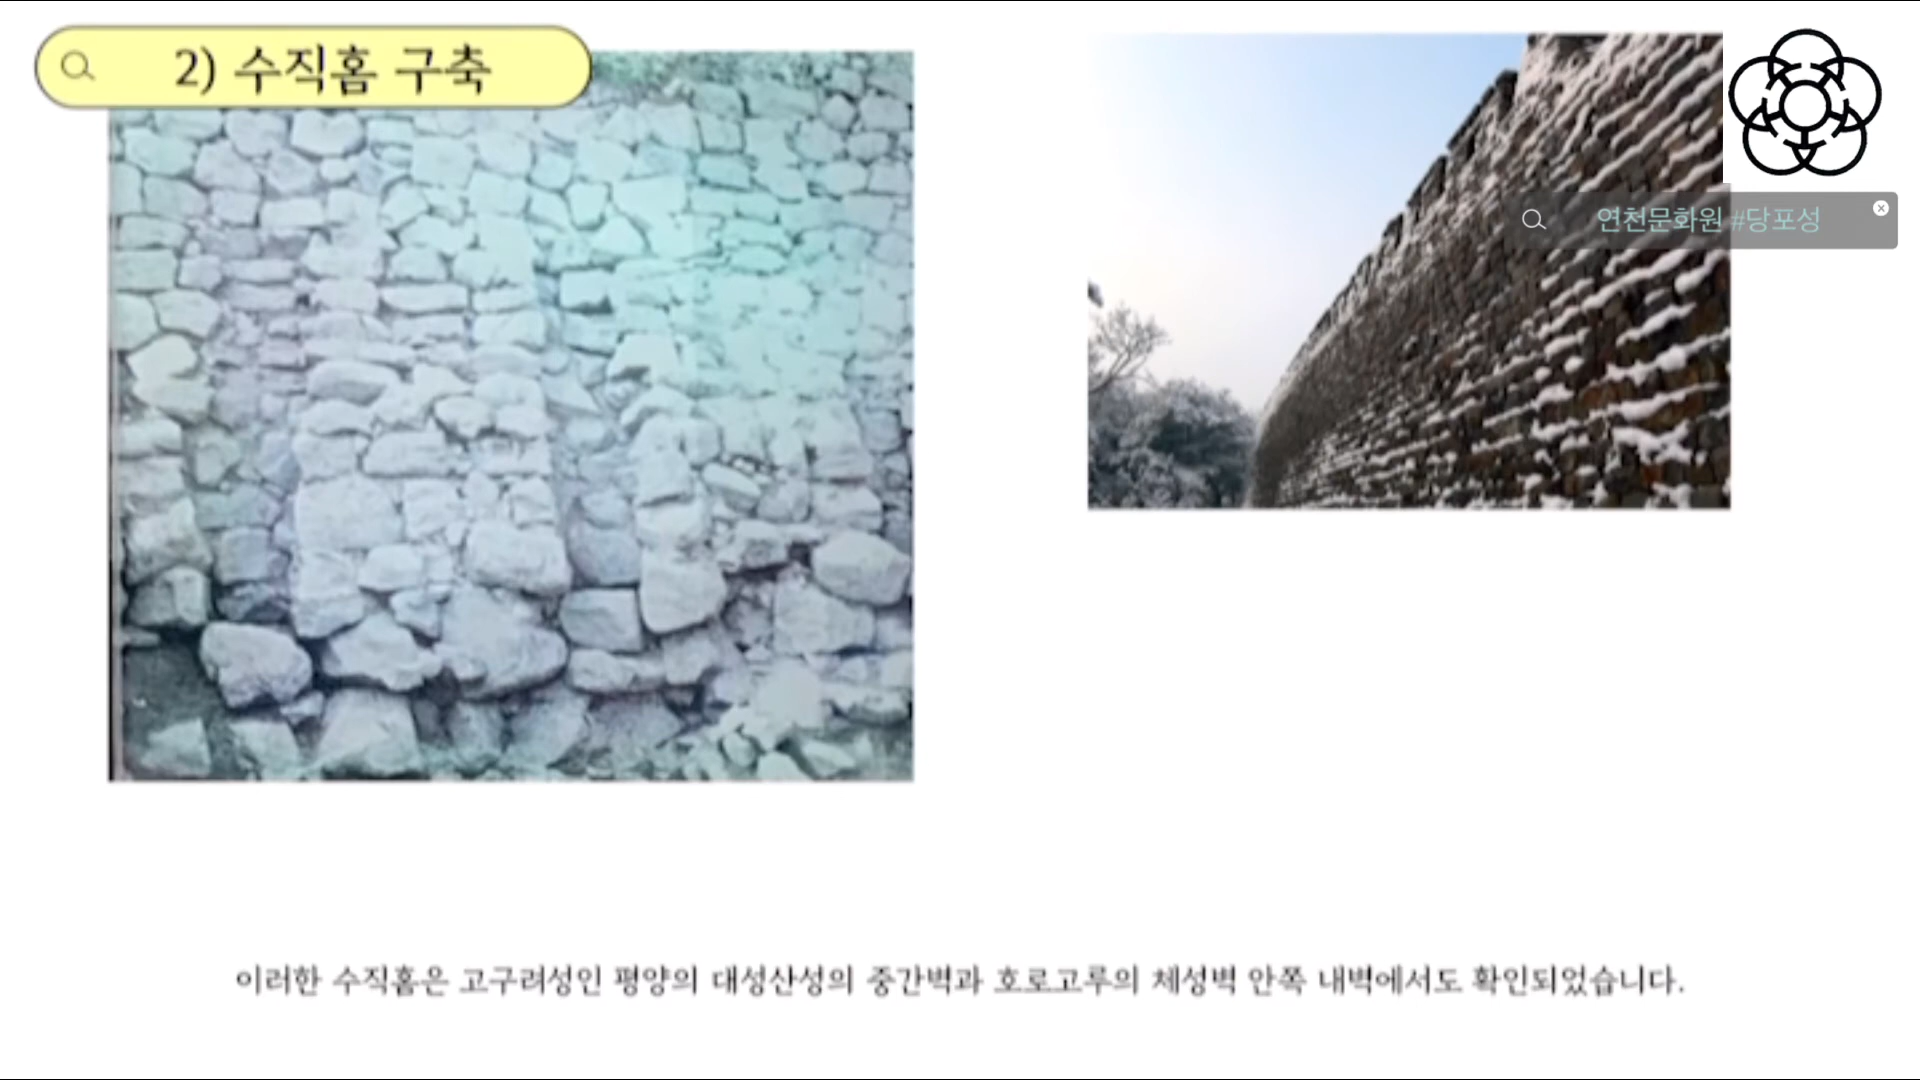 2) 수직홈 구축
연천문화원 #당포성
이러한 수직홈은 고구려성인 평양의 대성산성의 중간벽과 호로고루의 체성벽 안쪽 내벽에서도 확인되었습니다.